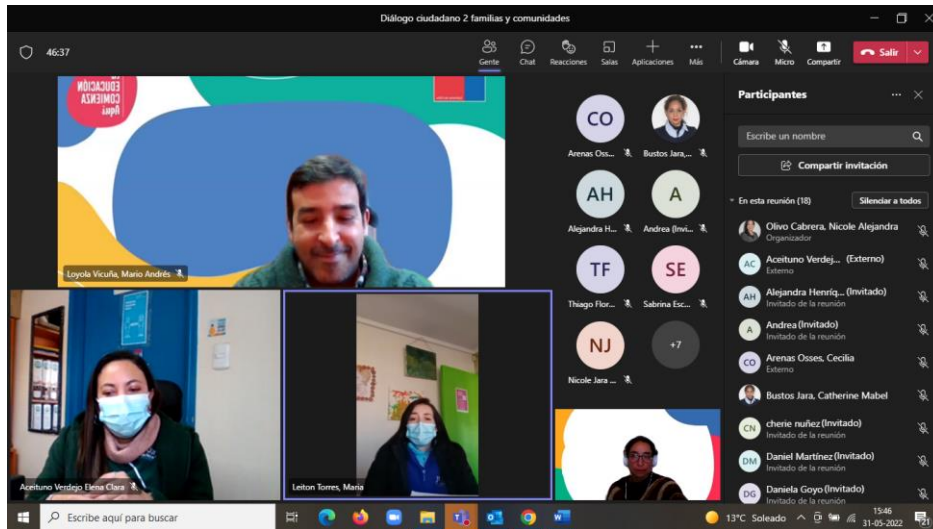 Diálogo ciudadano 2 familias y comunidades
46:37
Gente
Chat
Reacciones
Salas
Aplicaciones
Más
Cámara
Micro
Compartir
Salir
EDUCACIÓN
COMIENZA
Aquí
Loyola Vicuña, Mario Andrés
Aceituno Verdejo Elena Clara
Leiton Torres, Maria
CO
Arenas Oss...
Bustos Jara,...
AH
Alejandra H...
A
Andrea (Invi...
TF
Thiago Flor...
SE
Sabrina Esc...
NJ
Nicole Jara ...
+7
Participantes
Escribe un nombre
Compartir invitación
En esta reunión (18)
Silenciar a todos
Olivo Cabrera, Nicole Alejandra
Organizador
AC
Aceituno Verdej... (Externo)
Externo
AH
Alejandra Henríq... (Invitado)
Invitado de la reunión
A
Andrea (Invitado)
Invitado de la reunión
CO
Arenas Osses, Cecilia
Externo
Bustos Jara, Catherine Mabel
CN
cherie nuñez (Invitado)
Invitado de la reunión
DM
Daniel Martínez (Invitado)
Invitado de la reunión
DG
Daniela Goyo (Invitado)
Invitado de la reunión
Escribe aquí para buscar
13°C Soleado
15:46
31-05-2022
21